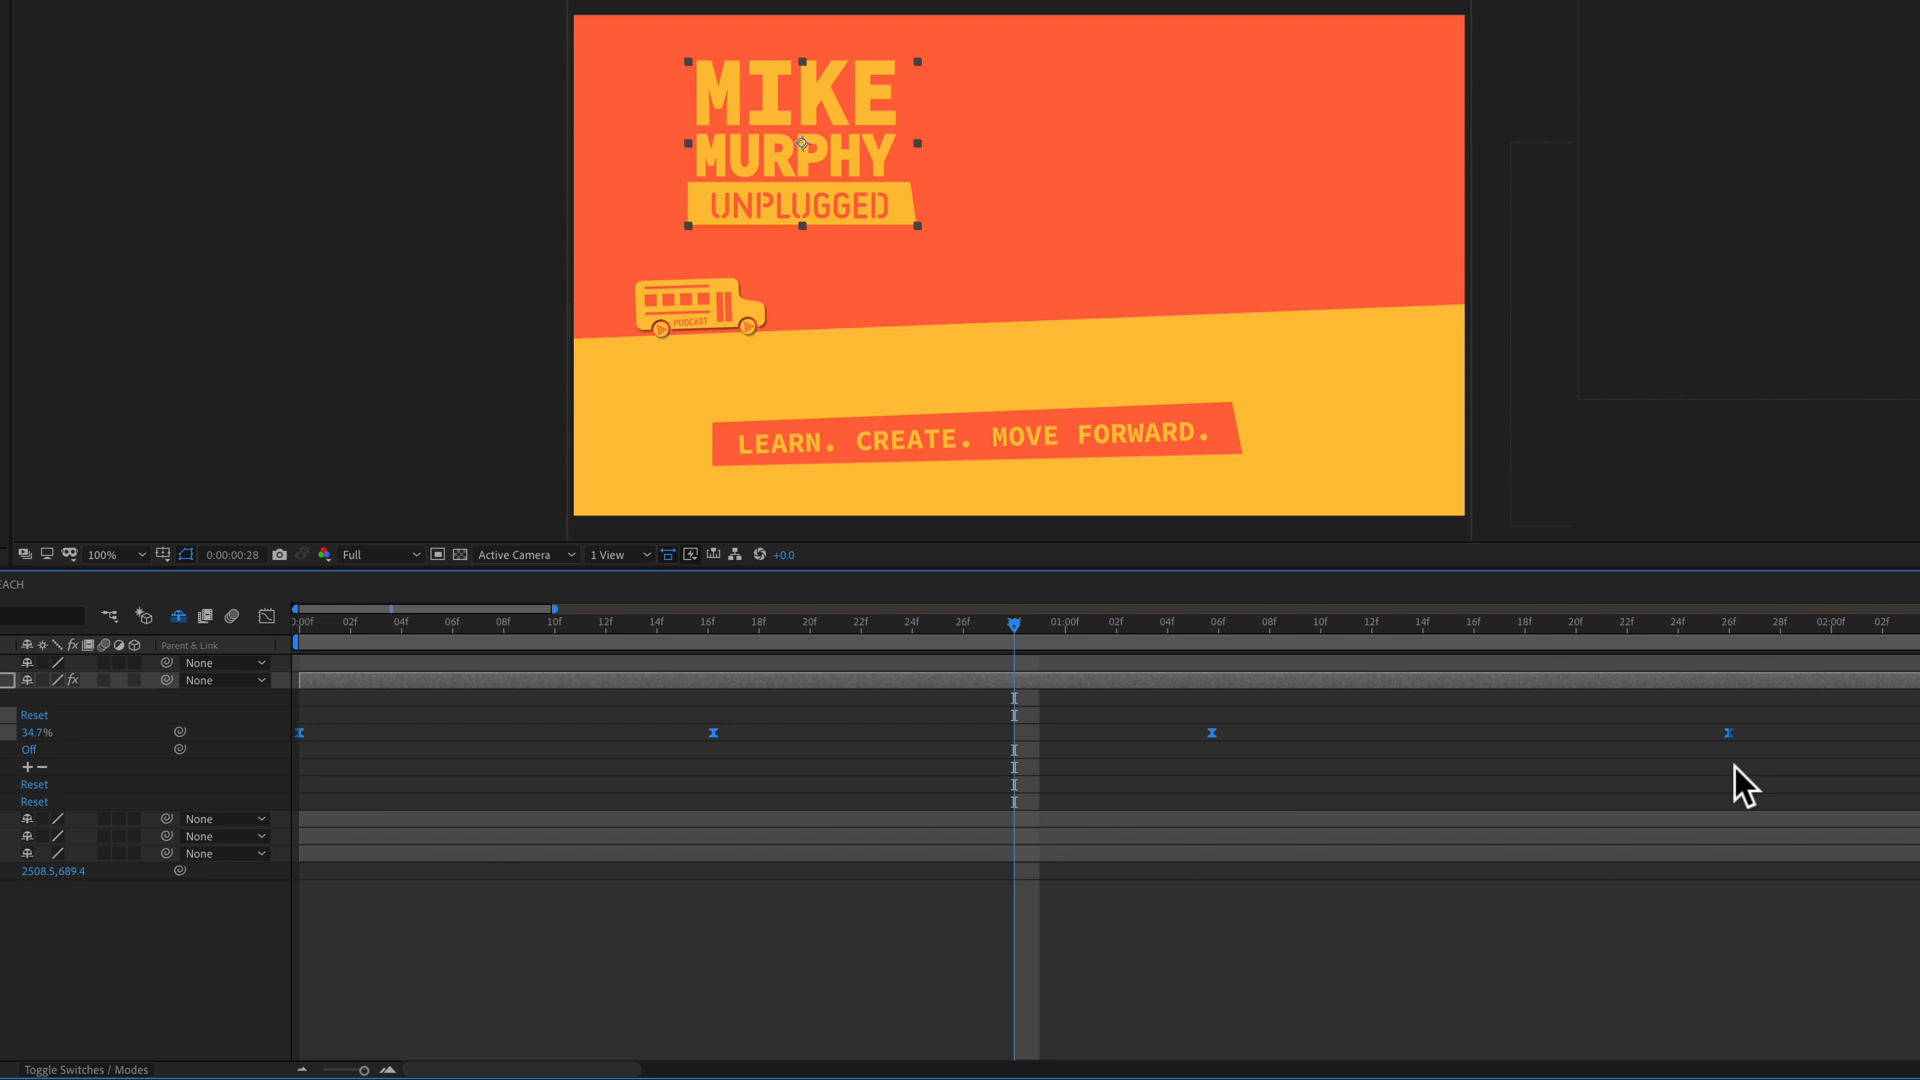 MIKE
MURPHY
UNPLUGGED
PODCAST
LEARN. CREATE. MOVE FORWARD.
100% 0:00:00:28 Full Active Camera 1 View +0.0
EACH
0:00f 02f 04f 06f 08f 10f 12f 14f 16f 18f 20f 22f 24f 26f 01:00f 02f 04f 06f 08f 10f 12f 14f 16f 18f 20f 22f 24f 26f 28f 02:00f 02f
fx Parent & Link
None
fx None
Reset
34.7%
Off
Reset
Reset
None
None
None
2508.5,689.4
Toggle Switches / Modes